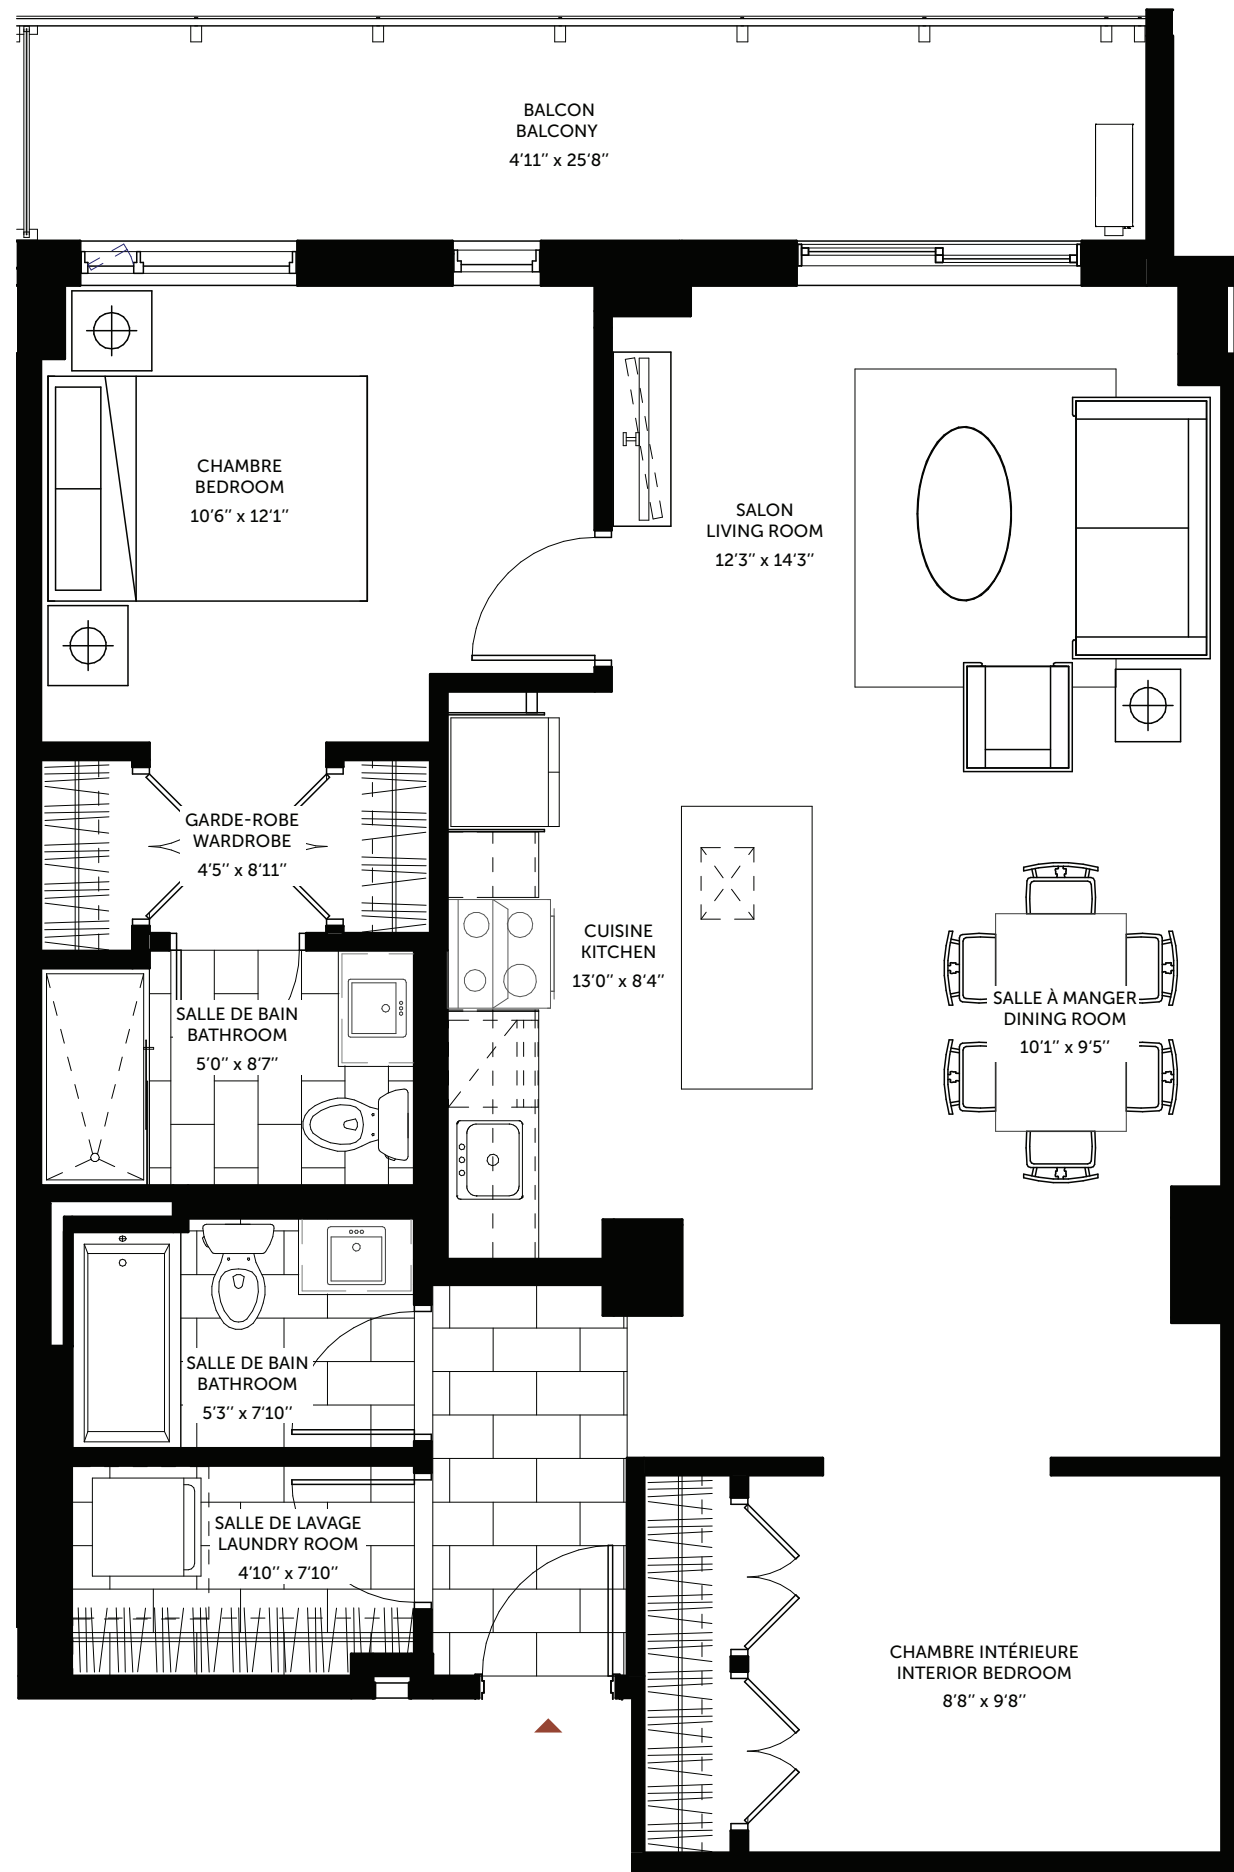 BALCON
BALCONY
4'11'' x 25'8''
CHAMBRE
BEDROOM
10'6'' x 12'1''
SALON
LIVING ROOM
12'3'' x 14'3''
GARDE-ROBE
WARDROBE
4'5'' x 8'11''
CUISINE
KITCHEN
13'0'' x 8'4''
SALLE DE BAIN
BATHROOM
5'0'' x 8'7''
SALLE À MANGER
DINING ROOM
10'1'' x 9'5''
SALLE DE BAIN
BATHROOM
5'3'' x 7'10''
SALLE DE LAVAGE
LAUNDRY ROOM
4'10'' x 7'10''
CHAMBRE INTÉRIEURE
INTERIOR BEDROOM
8'8'' x 9'8''